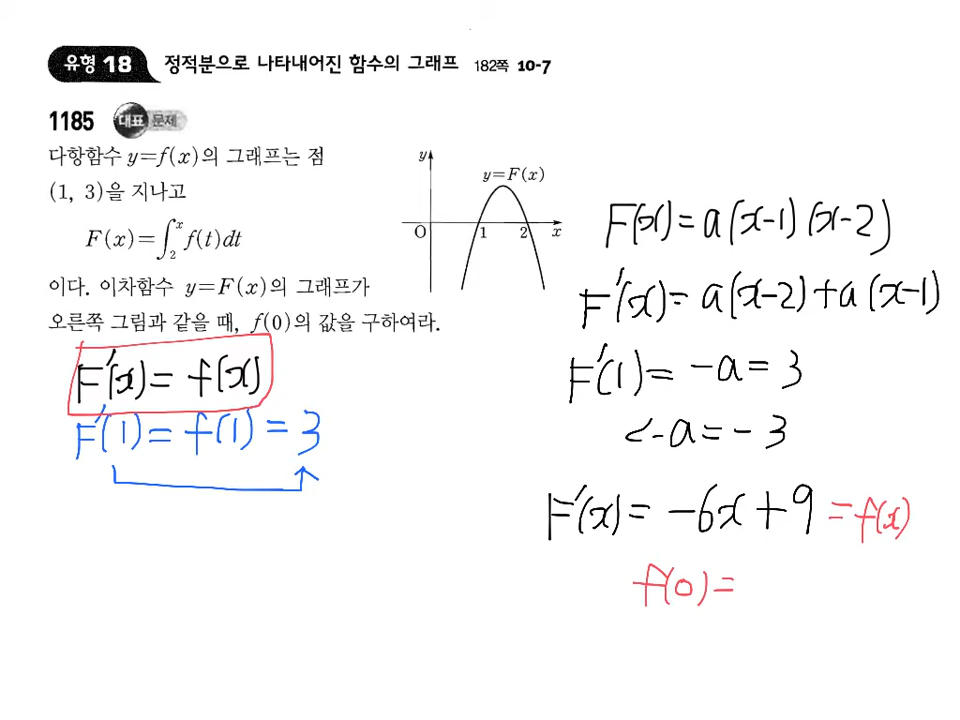 유형 18 정적분으로 나타내어진 함수의 그래프 182쪽 10-7
1185 대표 문제
다항함수 y=f(x)의 그래프는 점
(1, 3)을 지나고
F(x)=∫₂ˣ f(t)dt
이다. 이차함수 y=F(x)의 그래프가
오른쪽 그림과 같을 때, f(0)의 값을 구하여라.
y
y=F(x)
O 1 2 x
F'(x)= f(x)
F'(1)= f(1)= 3
F(x)= a(x-1)(x-2)
F'(x)= a(x-2)+a(x-1)
F'(1)= -a= 3
a= -3
F'(x)= -6x+9 =f(x)
f(0)=